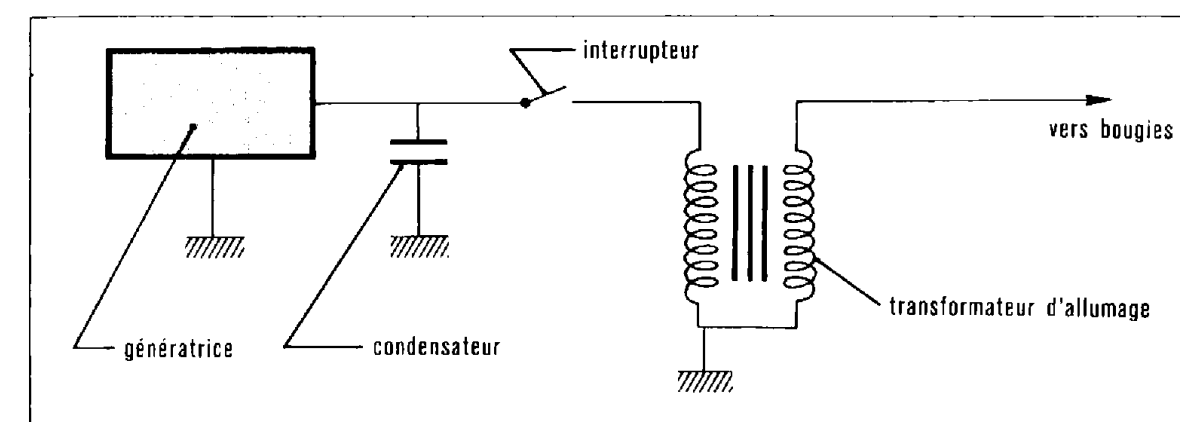 interrupteur
vers bougies
transformateur d'allumage
génératrice
condensateur